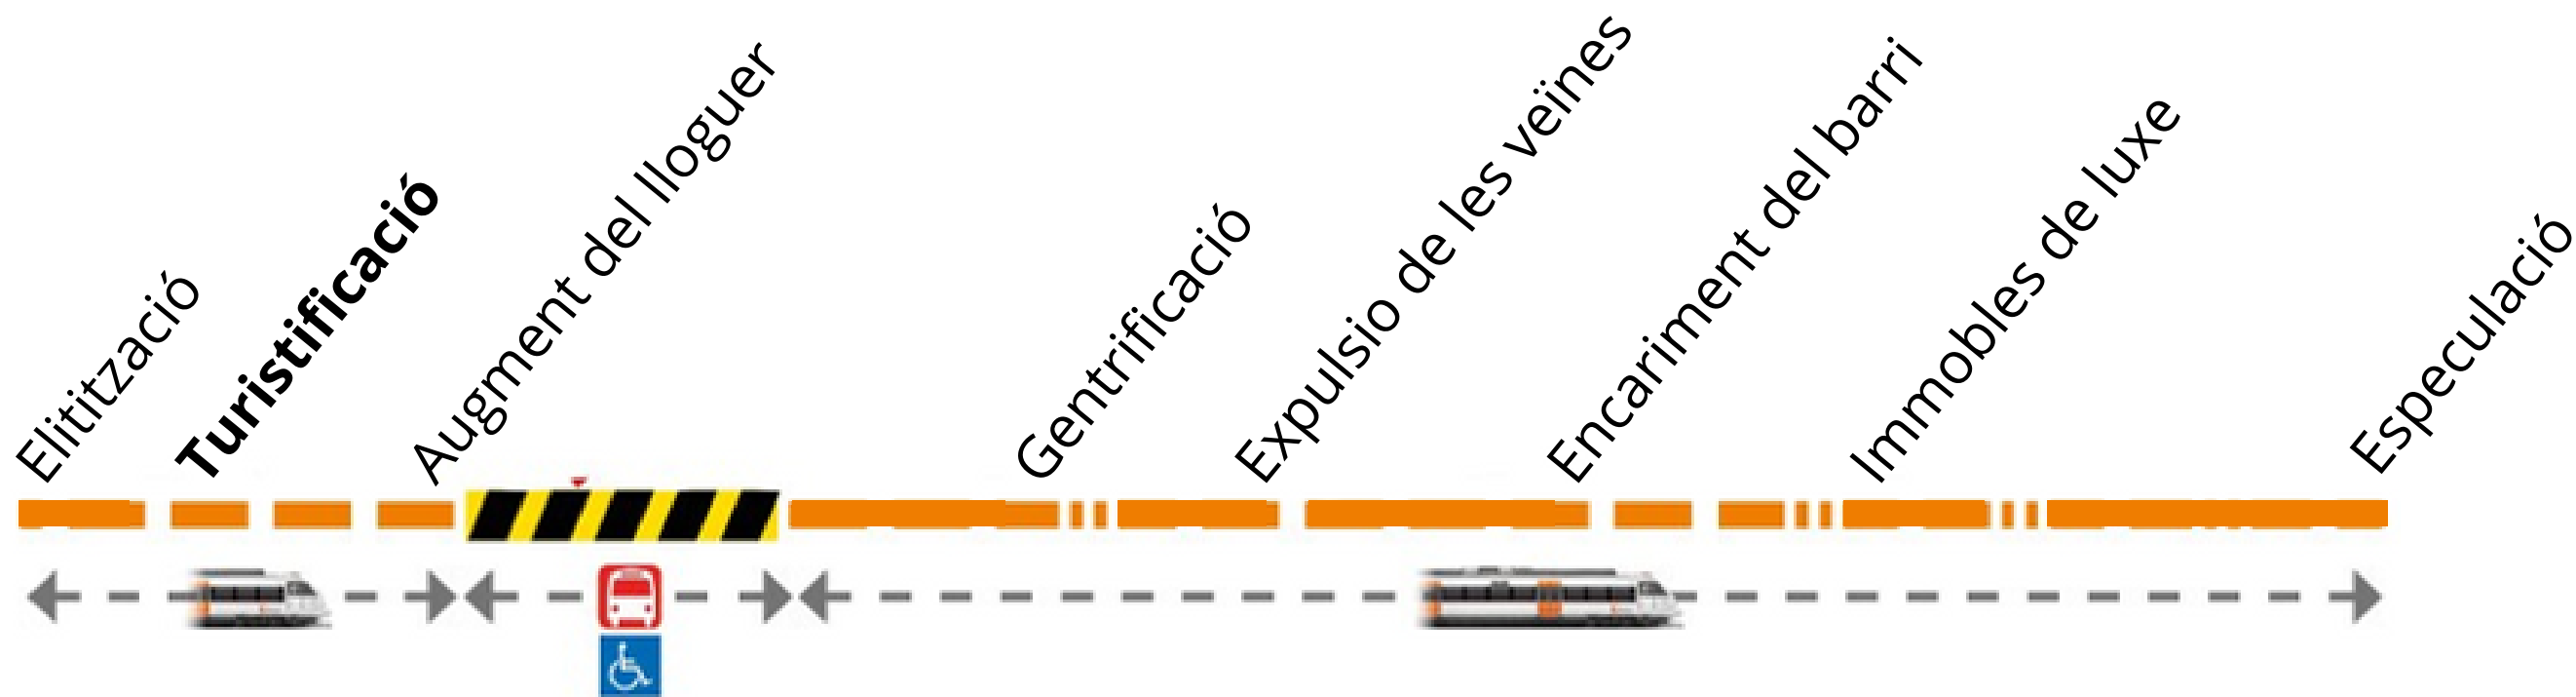 Elitització
Turistificació
Augment del lloguer
Gentrificació
Expulsio de les veïnes
Encariment del barri
Immobles de luxe
Especulació